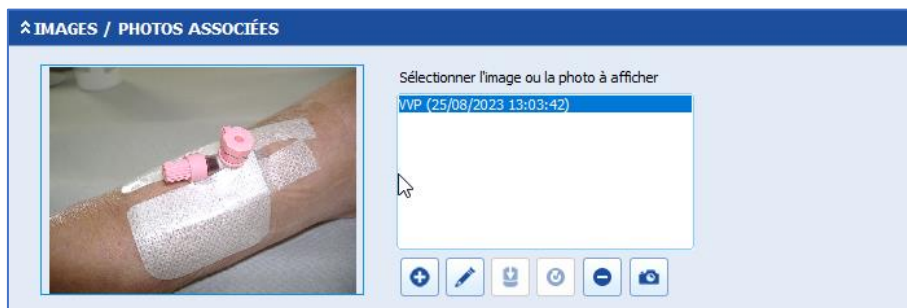 IMAGES / PHOTOS ASSOCIÉES
Sélectionner l'image ou la photo à afficher
VVP (25/08/2023 13:03:42)